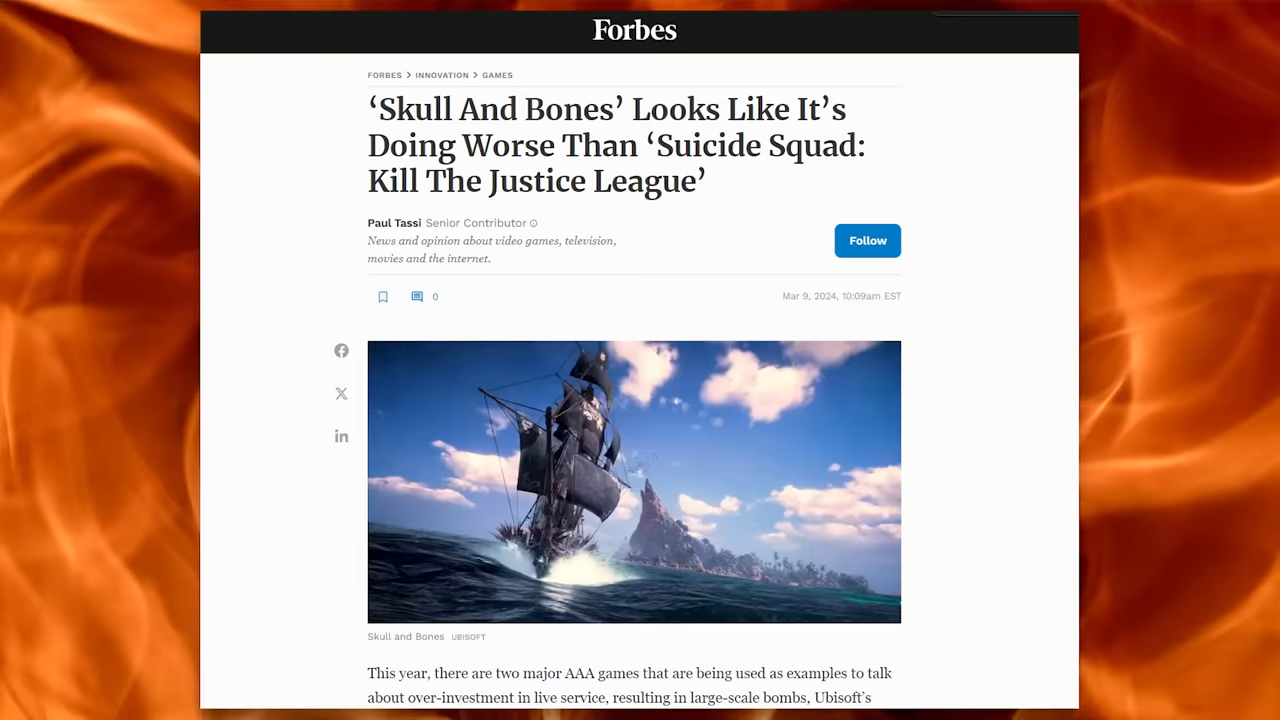 Forbes
FORBES > INNOVATION > GAMES
‘Skull And Bones’ Looks Like It’s
Doing Worse Than ‘Suicide Squad:
Kill The Justice League’
Paul Tassi Senior Contributor
News and opinion about video games, television,
movies and the internet.
Follow
0
Mar 9, 2024, 10:09am EST
Skull and Bones UBISOFT
This year, there are two major AAA games that are being used as examples to talk
about over-investment in live service, resulting in large-scale bombs, Ubisoft’s